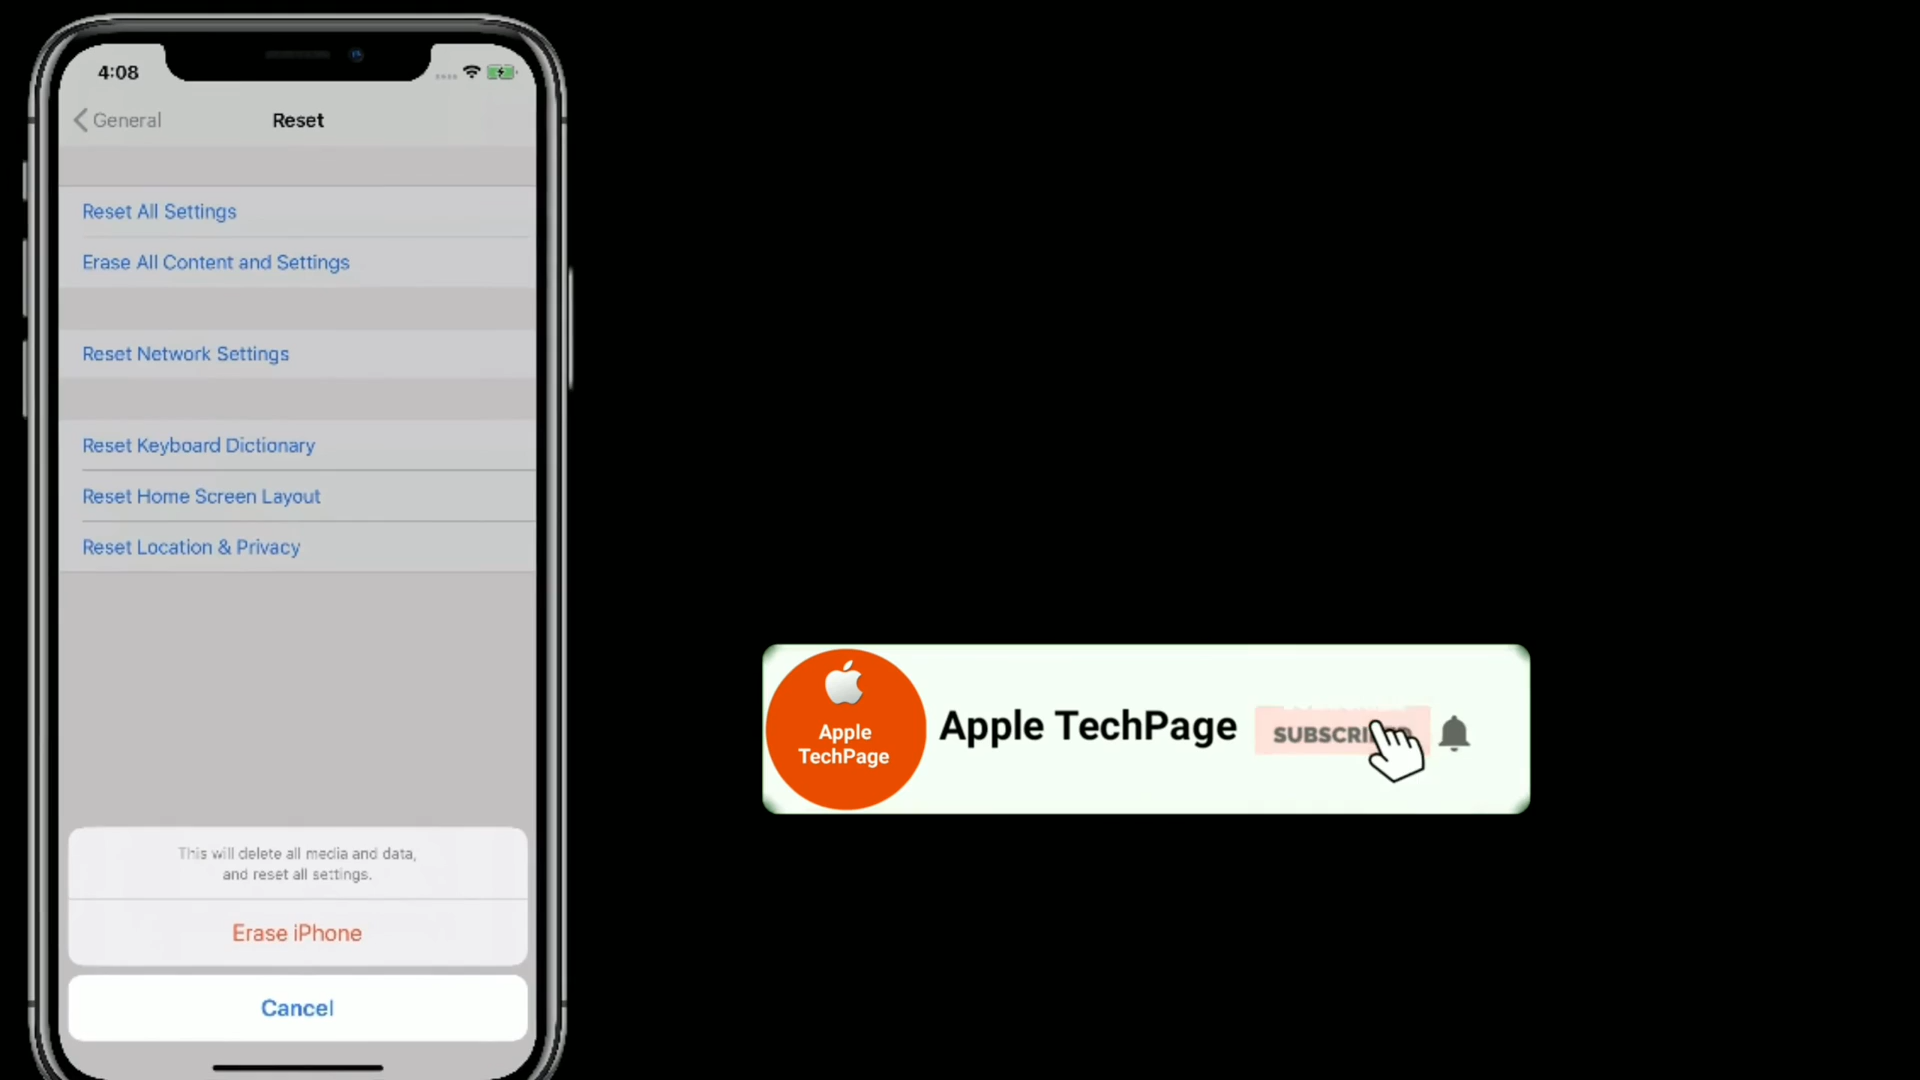 4:08
General
Reset
Reset All Settings
Erase All Content and Settings
Reset Network Settings
Reset Keyboard Dictionary
Reset Home Screen Layout
Reset Location & Privacy
This will delete all media and data,
and reset all settings.
Erase iPhone
Cancel
Apple
TechPage
Apple TechPage